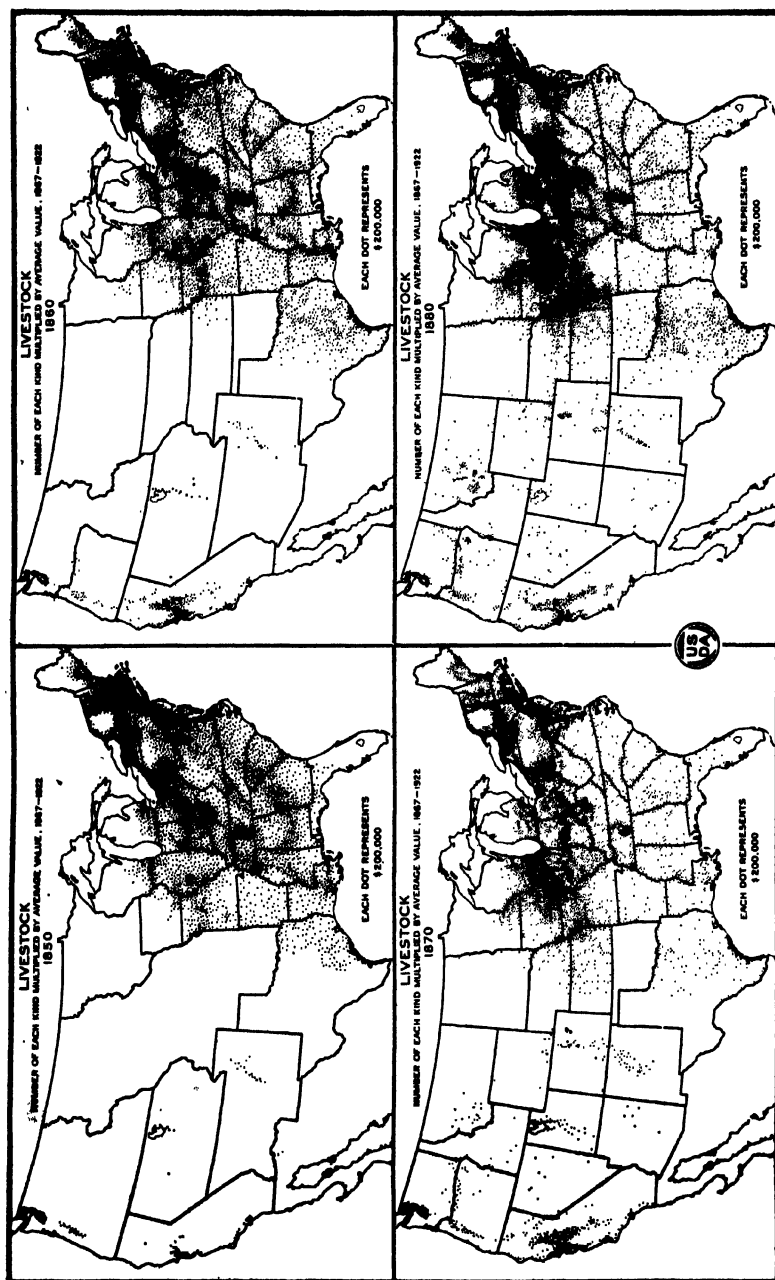 LIVESTOCK
NUMBER OF EACH KIND MULTIPLIED BY AVERAGE VALUE, 1867–1922
1850
EACH DOT REPRESENTS
$200,000
LIVESTOCK
NUMBER OF EACH KIND MULTIPLIED BY AVERAGE VALUE, 1867–1922
1860
EACH DOT REPRESENTS
$200,000
LIVESTOCK
NUMBER OF EACH KIND MULTIPLIED BY AVERAGE VALUE, 1867–1922
1870
EACH DOT REPRESENTS
$200,000
LIVESTOCK
NUMBER OF EACH KIND MULTIPLIED BY AVERAGE VALUE, 1867–1922
1880
EACH DOT REPRESENTS
$200,000
US
DA